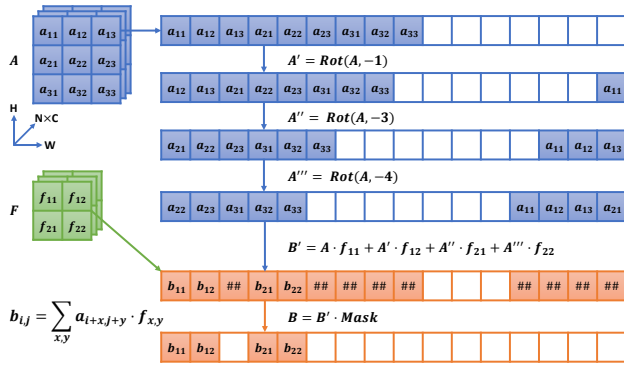 a11 a12 a13 a11 a12 a13 a21 a22 a23 a31 a32 a33
A' = Rot(A, −1)
A a21 a22 a23
a12 a13 a21 a22 a23 a31 a32 a33 a11
a31 a32 a33
H N×C W
A'' = Rot(A, −3)
a21 a22 a23 a31 a32 a33 a11 a12 a13
A''' = Rot(A, −4)
F f11 f12
a22 a23 a31 a32 a33 a11 a12 a13 a21
f21 f22
B' = A · f11 + A' · f12 + A'' · f21 + A''' · f22
b11 b12 ## b21 b22 ## ## ## ## ## ## ## ##
bi,j = ∑x,y ai+x,j+y · fx,y
B = B' · Mask
b11 b12 b21 b22